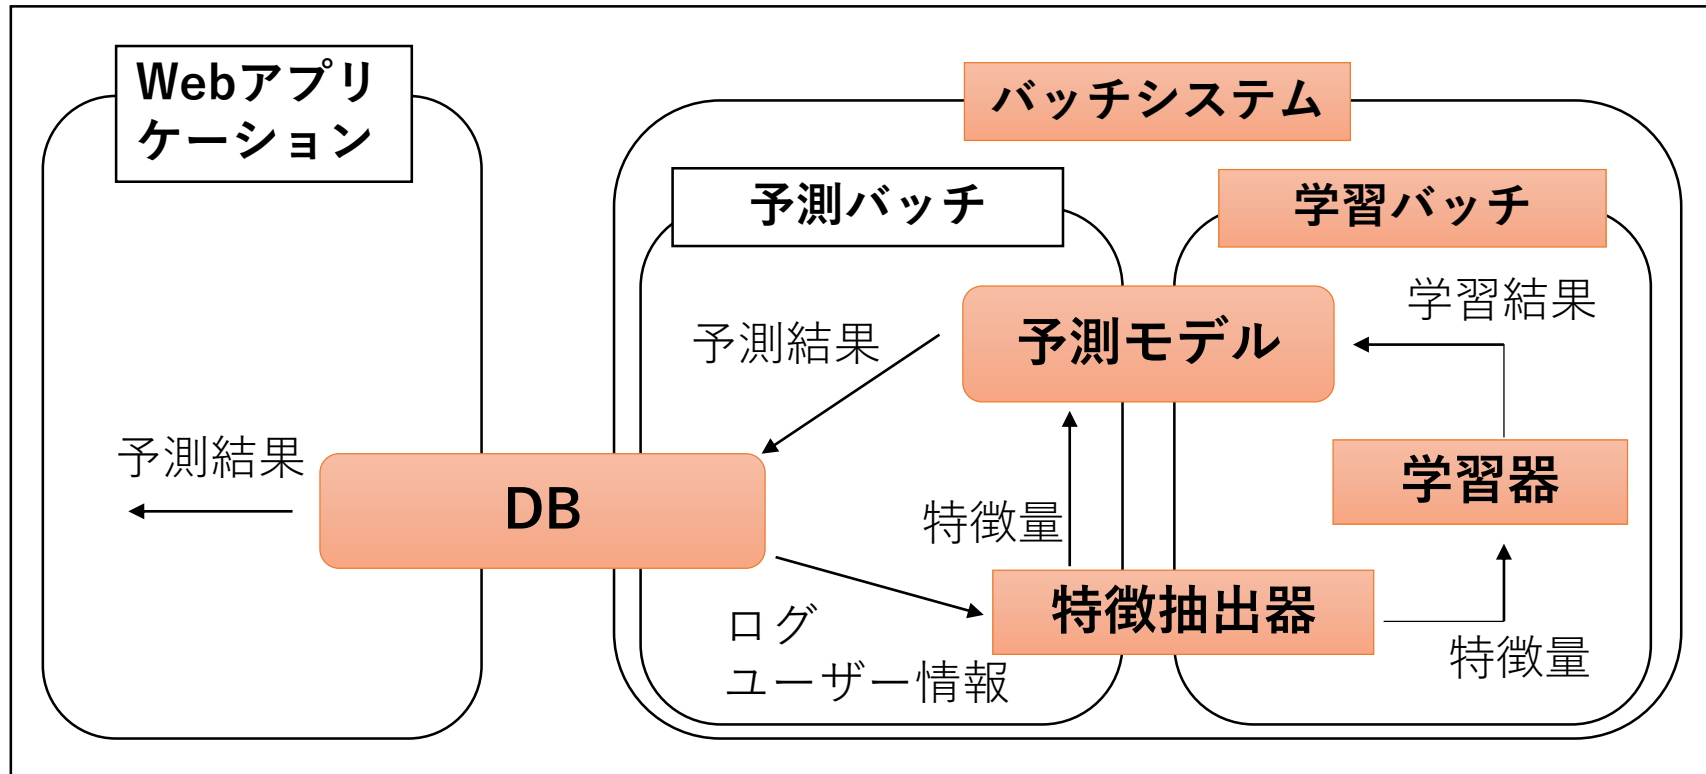 Webアプリ
ケーション
バッチシステム
予測バッチ
学習バッチ
予測結果
予測モデル
学習結果
予測結果
DB
特徴量
学習器
ログ
ユーザー情報
特徴抽出器
特徴量